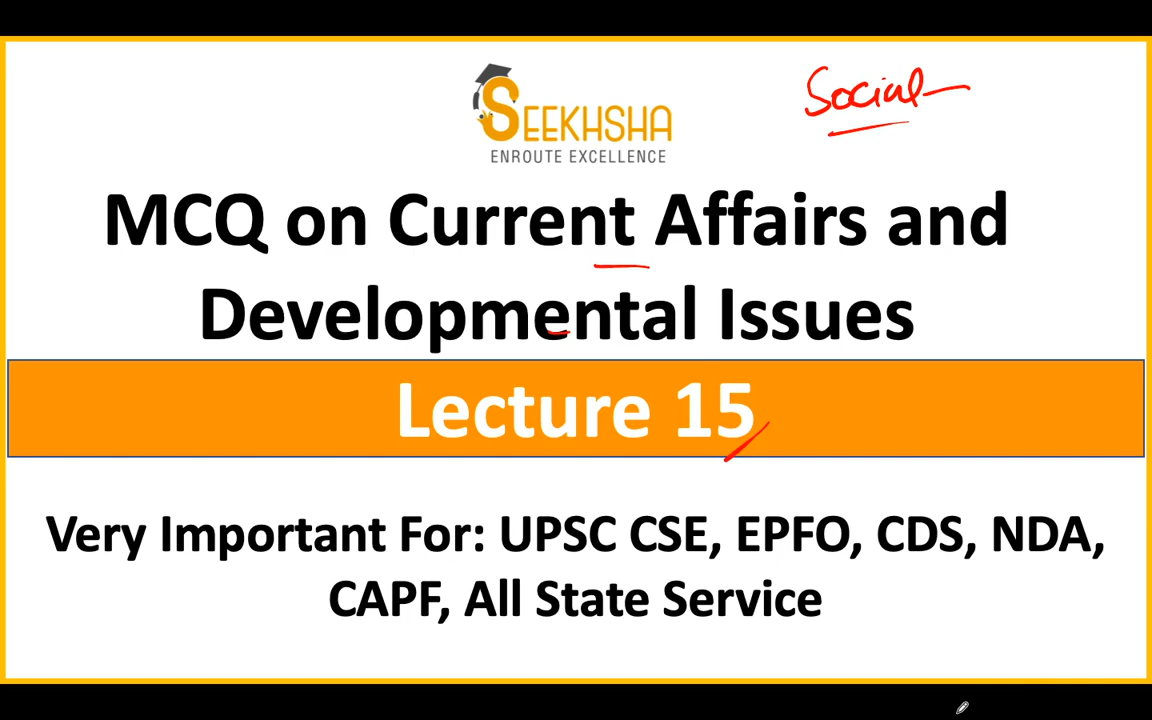 Social
SEEKHSHA
ENROUTE EXCELLENCE
MCQ on Current Affairs and
Developmental Issues
Lecture 15
Very Important For: UPSC CSE, EPFO, CDS, NDA,
CAPF, All State Service